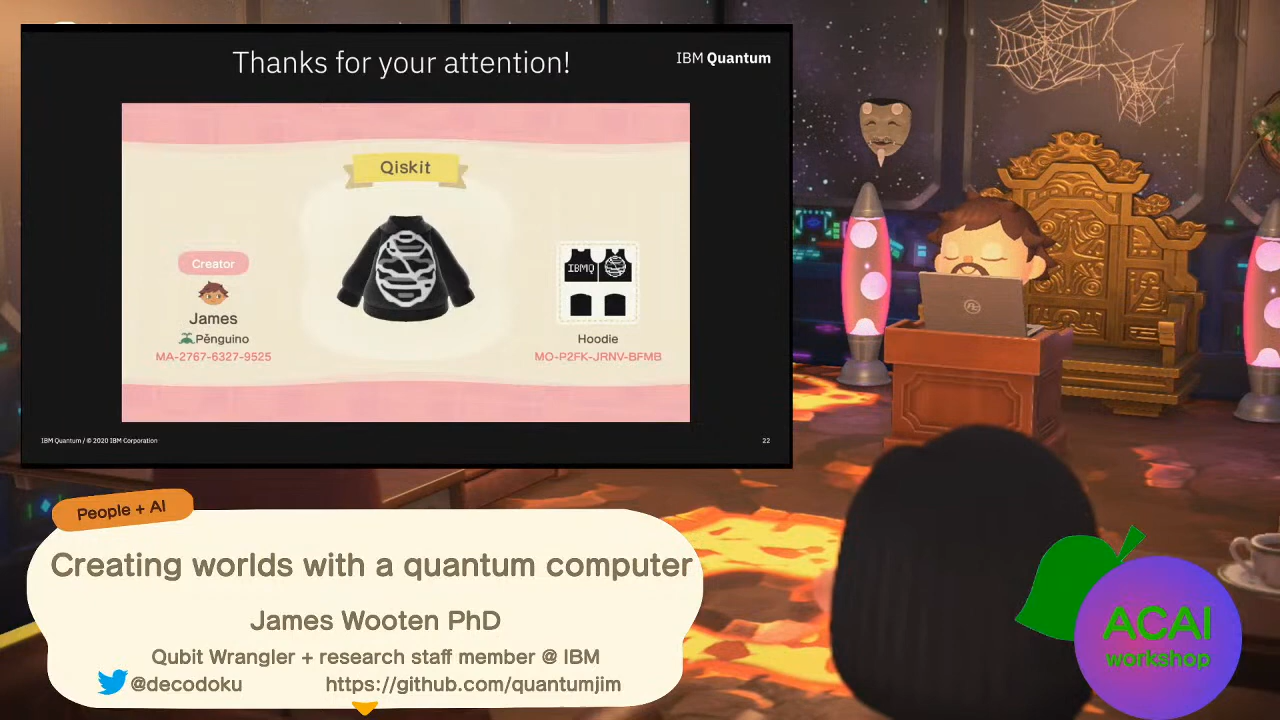 Thanks for your attention!
IBM Quantum
Qiskit
Creator
James
Pênguino
MA-2767-6327-9525
IBMQ
Hoodie
MO-P2FK-JRNV-BFMB
IBM Quantum / © 2020 IBM Corporation
22
People + AI
Creating worlds with a quantum computer
James Wooten PhD
Qubit Wrangler + research staff member @ IBM
@decodoku
https://github.com/quantumjim
ACAI
workshop